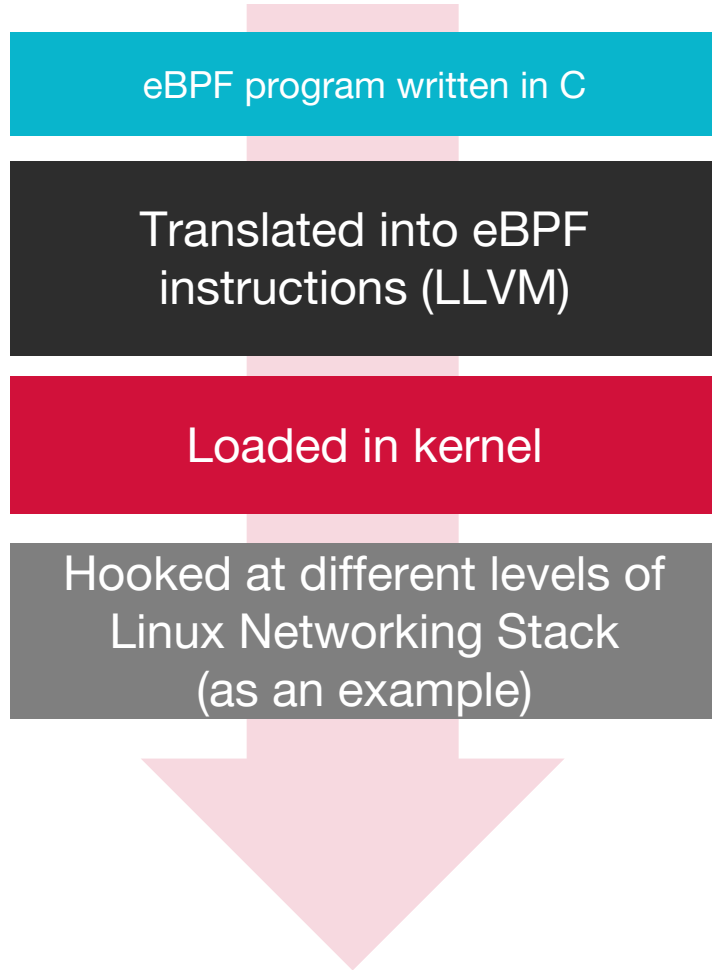 eBPF program written in C
Translated into eBPF
instructions (LLVM)
Loaded in kernel
Hooked at different levels of
Linux Networking Stack
(as an example)